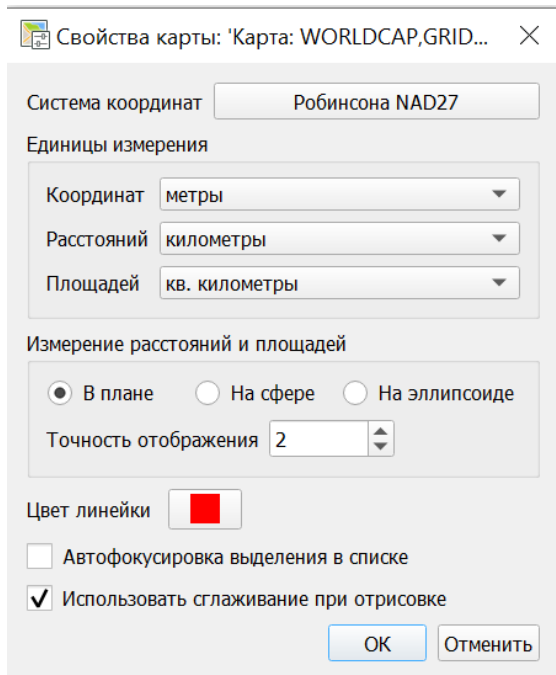 Свойства карты: 'Карта: WORLDCAP,GRID...
Система координат Робинсона NAD27
Единицы измерения
Координат метры
Расстояний километры
Площадей кв. километры
Измерение расстояний и площадей
В плане На сфере На эллипсоиде
Точность отображения 2
Цвет линейки
Автофокусировка выделения в списке
Использовать сглаживание при отрисовке
ОК Отменить